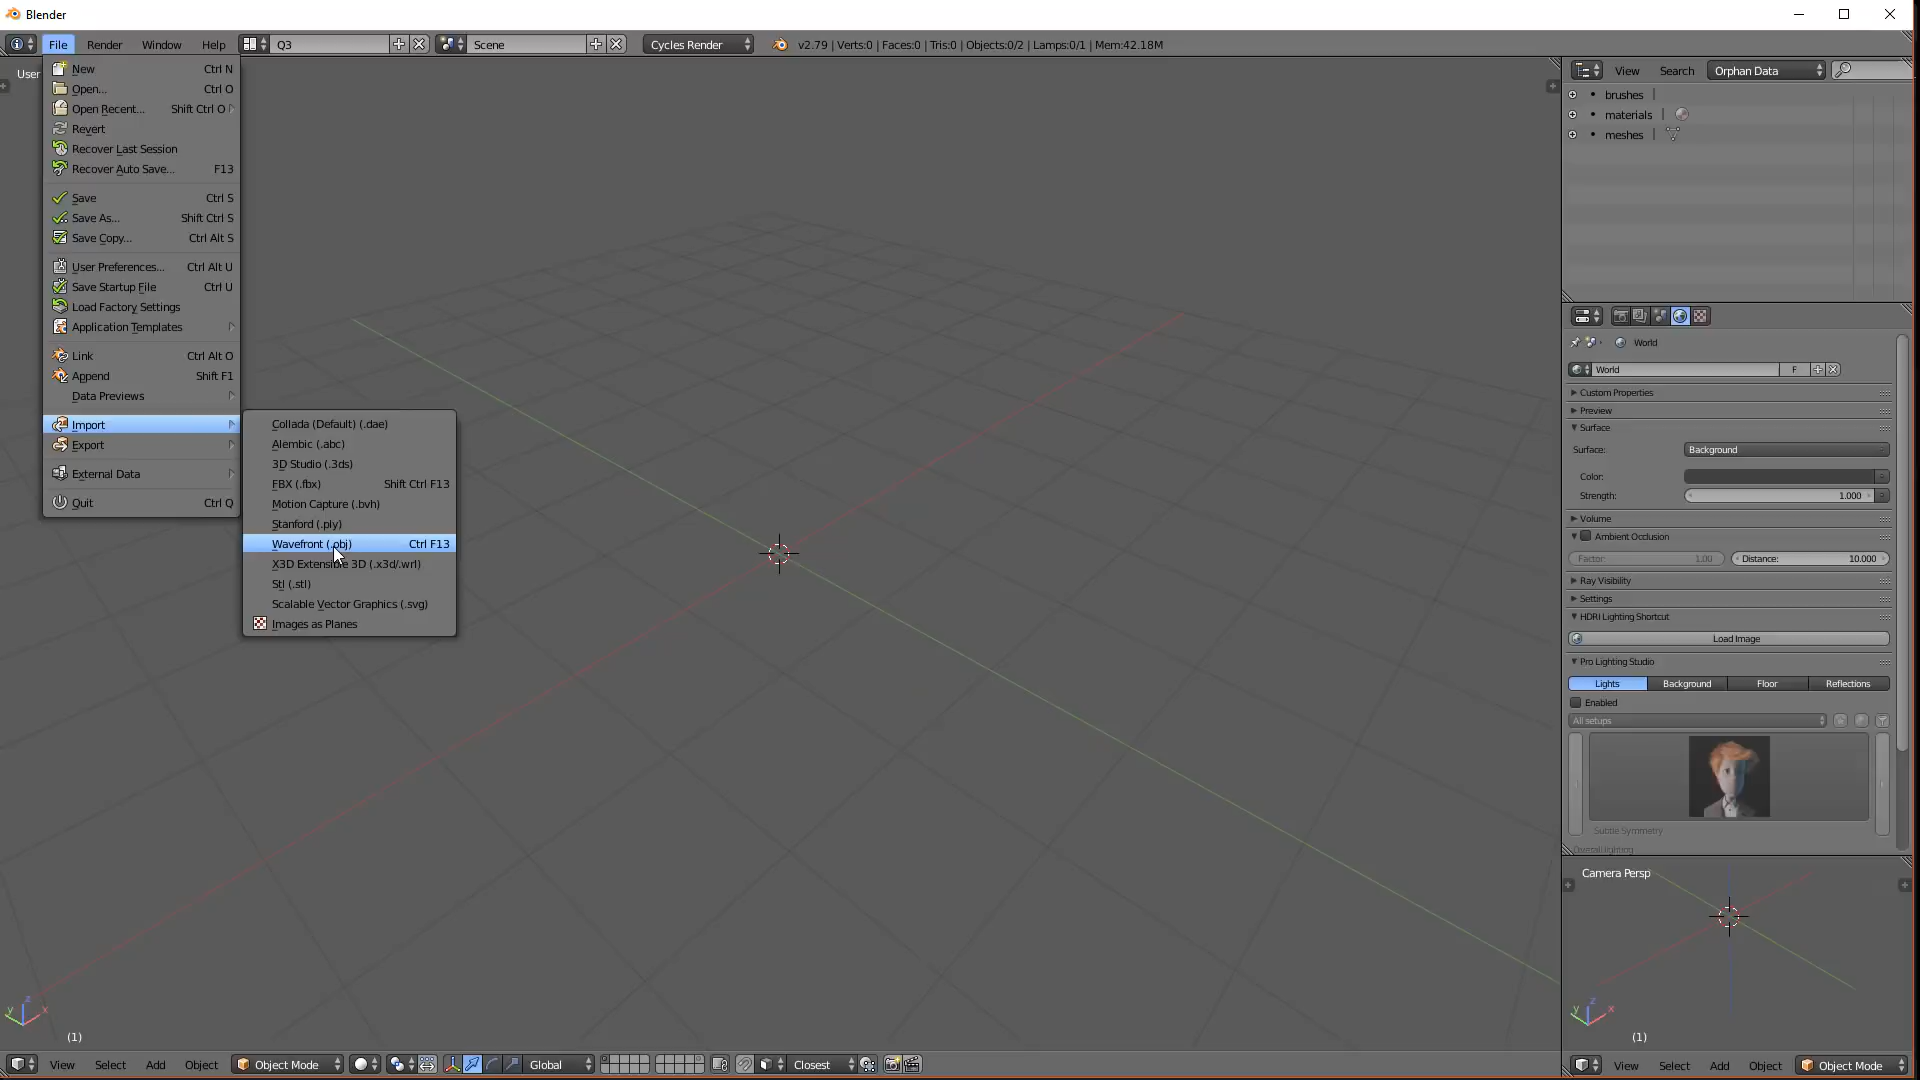 Blender
File Render Window Help Q3 Scene Cycles Render v2.79 | Verts:0 | Faces:0 | Tris:0 | Objects:0/2 | Lamps:0/1 | Mem:42.18M
User
New Ctrl N
Open... Ctrl O
Open Recent... Shift Ctrl O
Revert
Recover Last Session
Recover Auto Save... F13
Save Ctrl S
Save As... Shift Ctrl S
Save Copy... Ctrl Alt S
User Preferences... Ctrl Alt U
Save Startup File Ctrl U
Load Factory Settings
Application Templates
Link Ctrl Alt O
Append Shift F1
Data Previews
Import
Export
External Data
Quit Ctrl Q
Collada (Default) (.dae)
Alembic (.abc)
3D Studio (.3ds)
FBX (.fbx) Shift Ctrl F13
Motion Capture (.bvh)
Stanford (.ply)
Wavefront (.obj) Ctrl F13
X3D Extensible 3D (.x3d/.wrl)
Stl (.stl)
Scalable Vector Graphics (.svg)
Images as Planes
View Search Orphan Data
brushes
materials
meshes
World
World F
Custom Properties
Preview
Surface
Surface: Background
Color:
Strength: 1.000
Volume
Ambient Occlusion
Factor: 1.00 Distance: 10.000
Ray Visibility
Settings
HDRI Lighting Shortcut
Load Image
Pro Lighting Studio
Lights Background Floor Reflections
Enabled
All setups
Subtle Symmetry
Overall lighting
Camera Persp
z
y x
(1)
z
y x
(1)
View Select Add Object Object Mode Global Closest
View Select Add Object Object Mode